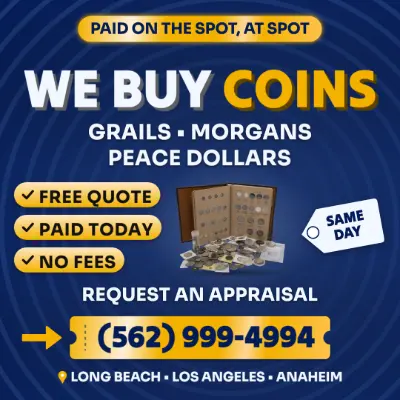 PAID ON THE SPOT, AT SPOT
WE BUY COINS
GRAILS ▪ MORGANS
PEACE DOLLARS
✓ FREE QUOTE
✓ PAID TODAY
✓ NO FEES
SAME
DAY
REQUEST AN APPRAISAL
(562) 999-4994
LONG BEACH ▪ LOS ANGELES ▪ ANAHEIM